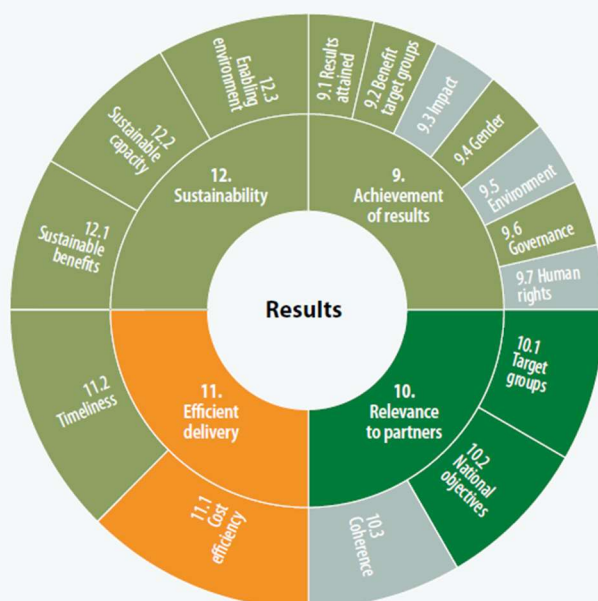 Results
9.
Achievement
of results
9.1 Results
attained
9.2 Benefit
target groups
9.3 Impact
9.4 Gender
9.5
Environment
9.6
Governance
9.7 Human
rights
10.
Relevance
to partners
10.1
Target
groups
10.2
National
objectives
10.3
Coherence
11.
Efficient
delivery
11.1 Cost
efficiency
11.2
Timeliness
12.
Sustainability
12.1
Sustainable
benefits
12.2
Sustainable
capacity
12.3
Enabling
environment